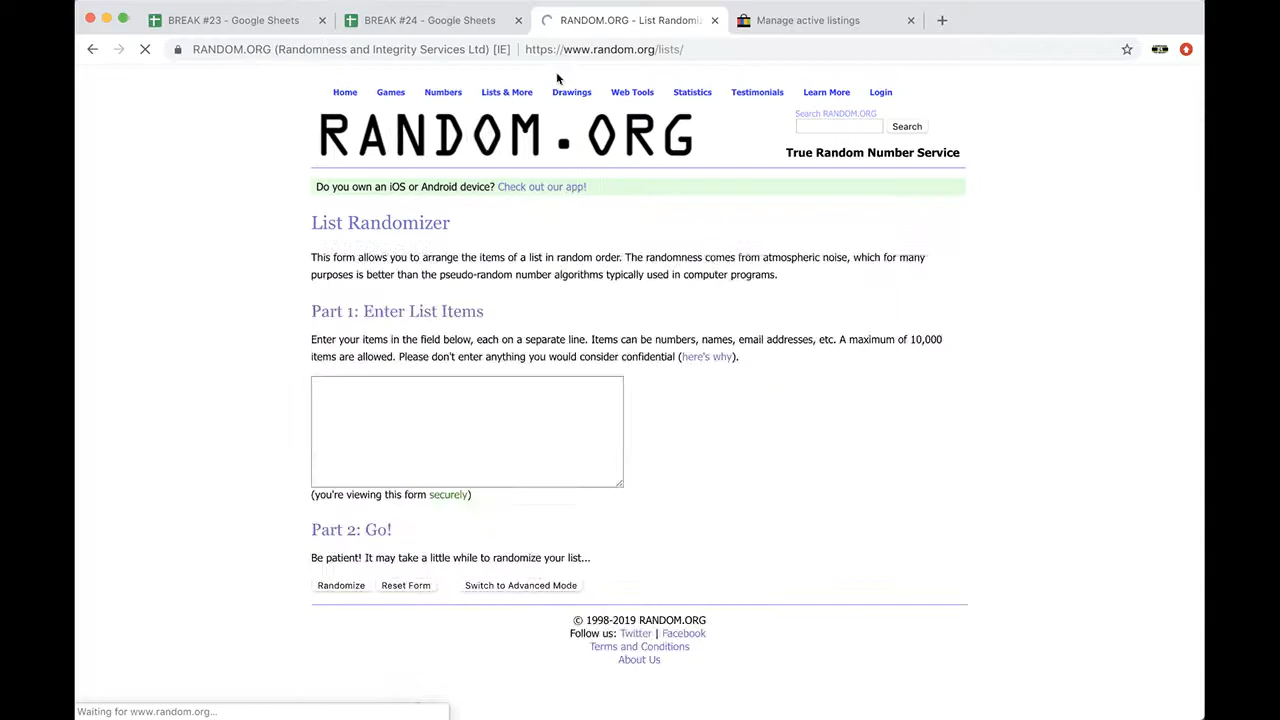 BREAK #23 - Google Sheets
BREAK #24 - Google Sheets
RANDOM.ORG - List Randomiz
Manage active listings
RANDOM.ORG (Randomness and Integrity Services Ltd) [IE]
https://www.random.org/lists/
Home Games Numbers Lists & More Drawings Web Tools Statistics Testimonials Learn More Login
RANDOM.ORG
Search RANDOM.ORG
Search
True Random Number Service
Do you own an iOS or Android device? Check out our app!
List Randomizer
This form allows you to arrange the items of a list in random order. The randomness comes from atmospheric noise, which for many
purposes is better than the pseudo-random number algorithms typically used in computer programs.
Part 1: Enter List Items
Enter your items in the field below, each on a separate line. Items can be numbers, names, email addresses, etc. A maximum of 10,000
items are allowed. Please don't enter anything you would consider confidential (here's why).
(you're viewing this form securely)
Part 2: Go!
Be patient! It may take a little while to randomize your list...
Randomize Reset Form Switch to Advanced Mode
© 1998-2019 RANDOM.ORG
Follow us: Twitter | Facebook
Terms and Conditions
About Us
Waiting for www.random.org...